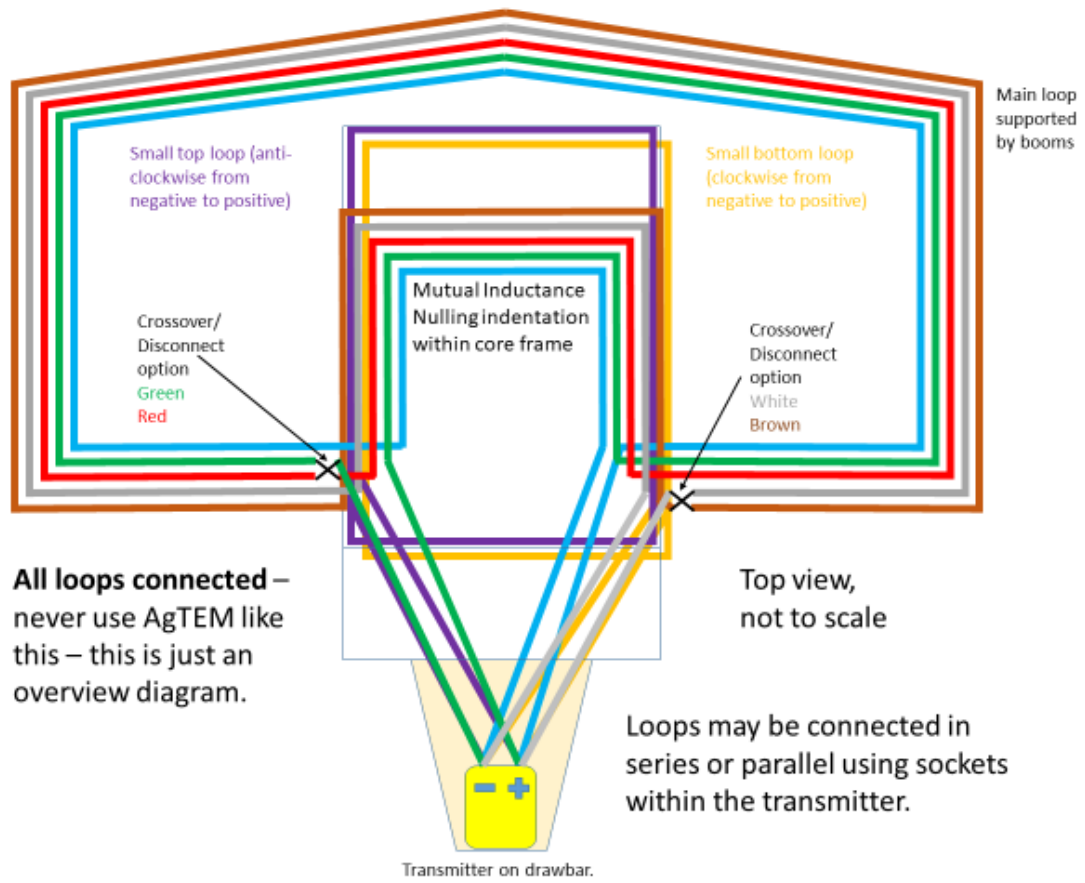 Main loop
supported
by booms
Small top loop (anti-
clockwise from
negative to positive)
Small bottom loop
(clockwise from
negative to positive)
Mutual Inductance
Nulling indentation
within core frame
Crossover/
Disconnect
option
Green
Red
Crossover/
Disconnect
option
White
Brown
All loops connected –
never use AgTEM like
this – this is just an
overview diagram.
Top view,
not to scale
Loops may be connected in
series or parallel using sockets
within the transmitter.
Transmitter on drawbar.